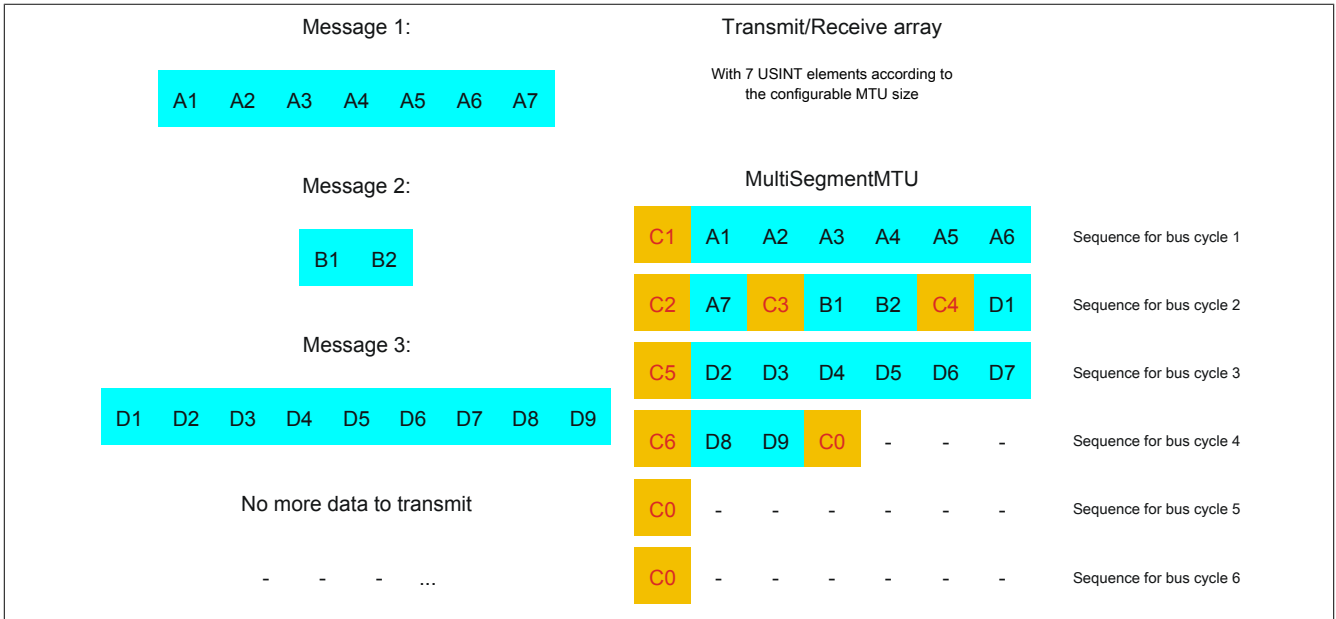 Message 1:
A1 A2 A3 A4 A5 A6 A7
Message 2:
B1 B2
Message 3:
D1 D2 D3 D4 D5 D6 D7 D8 D9
No more data to transmit
- - - ...
Transmit/Receive array
With 7 USINT elements according to
the configurable MTU size
MultiSegmentMTU
C1 A1 A2 A3 A4 A5 A6 Sequence for bus cycle 1
C2 A7 C3 B1 B2 C4 D1 Sequence for bus cycle 2
C5 D2 D3 D4 D5 D6 D7 Sequence for bus cycle 3
C6 D8 D9 C0 - - - Sequence for bus cycle 4
C0 - - - - - - Sequence for bus cycle 5
C0 - - - - - - Sequence for bus cycle 6